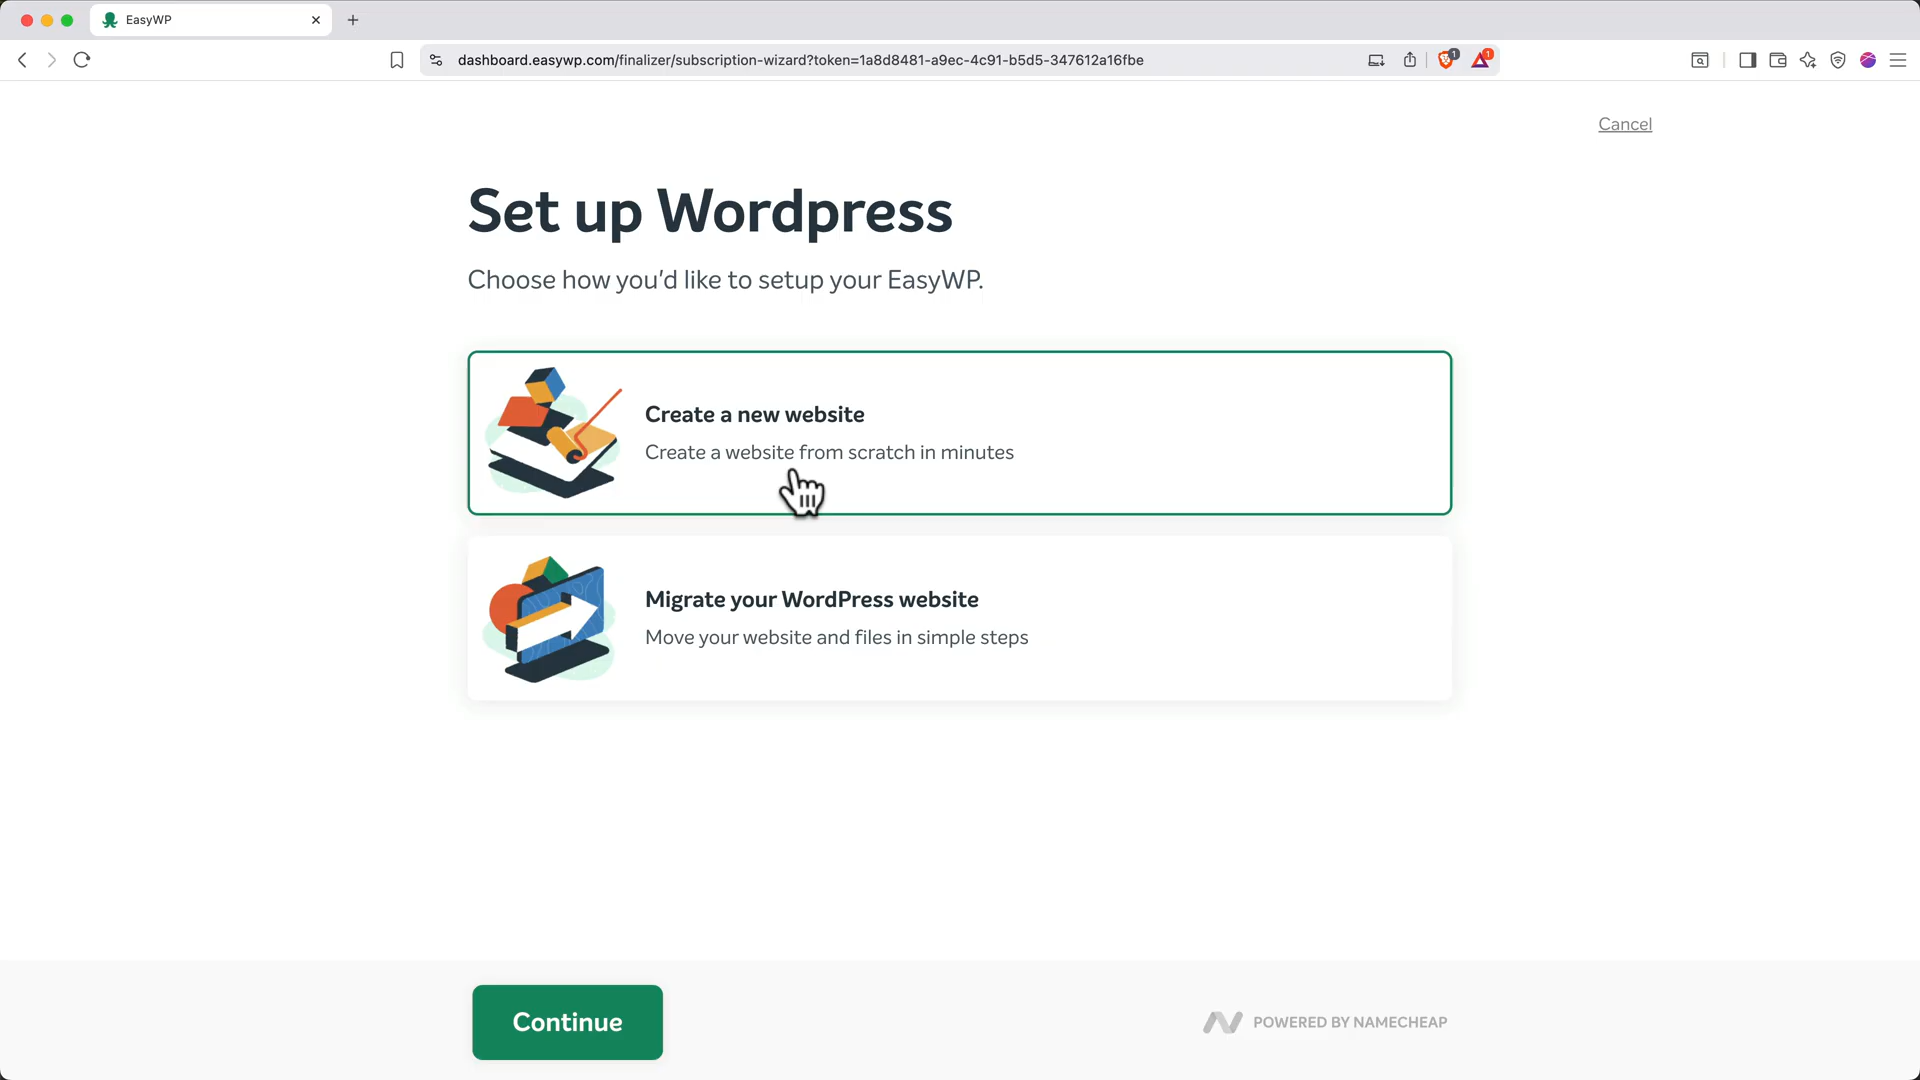 EasyWP
dashboard.easywp.com/finalizer/subscription-wizard?token=1a8d8481-a9ec-4c91-b5d5-347612a16fbe
1
1
Cancel
Set up Wordpress
Choose how you'd like to setup your EasyWP.
Create a new website
Create a website from scratch in minutes
Migrate your WordPress website
Move your website and files in simple steps
Continue
POWERED BY NAMECHEAP